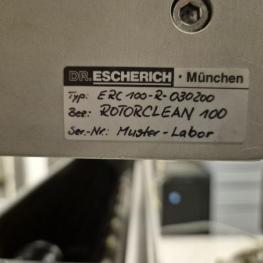 DR. ESCHERICH · München
Typ: ERC 100-R-030200
Bez: ROTORCLEAN 100
Ser.-Nr.: Muster-Labor